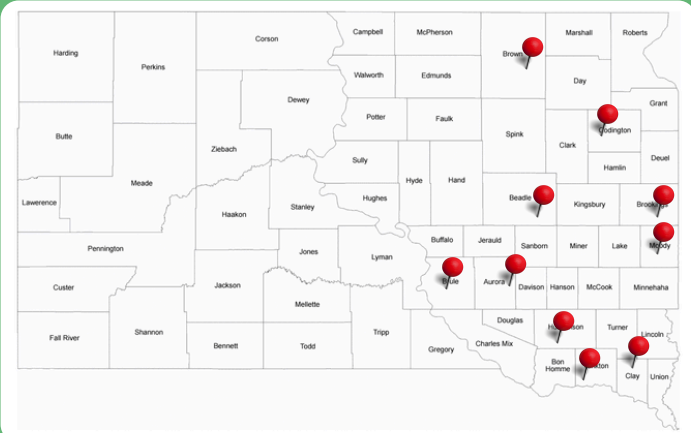 Harding
Perkins
Corson
Campbell
McPherson
Brown
Marshall
Roberts
Walworth
Edmunds
Day
Dewey
Grant
Potter
Faulk
Butte
Spink
Codington
Ziebach
Clark
Sully
Deuel
Hamlin
Meade
Hyde
Hand
Lawerence
Hughes
Beadle
Kingsbury
Brookings
Haakon
Stanley
Buffalo
Jerauld
Sanborn
Miner
Lake
Moody
Pennington
Jones
Lyman
Brule
Aurora
Davison
Hanson
McCook
Minnehaha
Custer
Jackson
Mellette
Douglas
Turner
Lincoln
Fall River
Shannon
Bennett
Todd
Tripp
Gregory
Charles Mix
Bon
Homme
Clay
Union